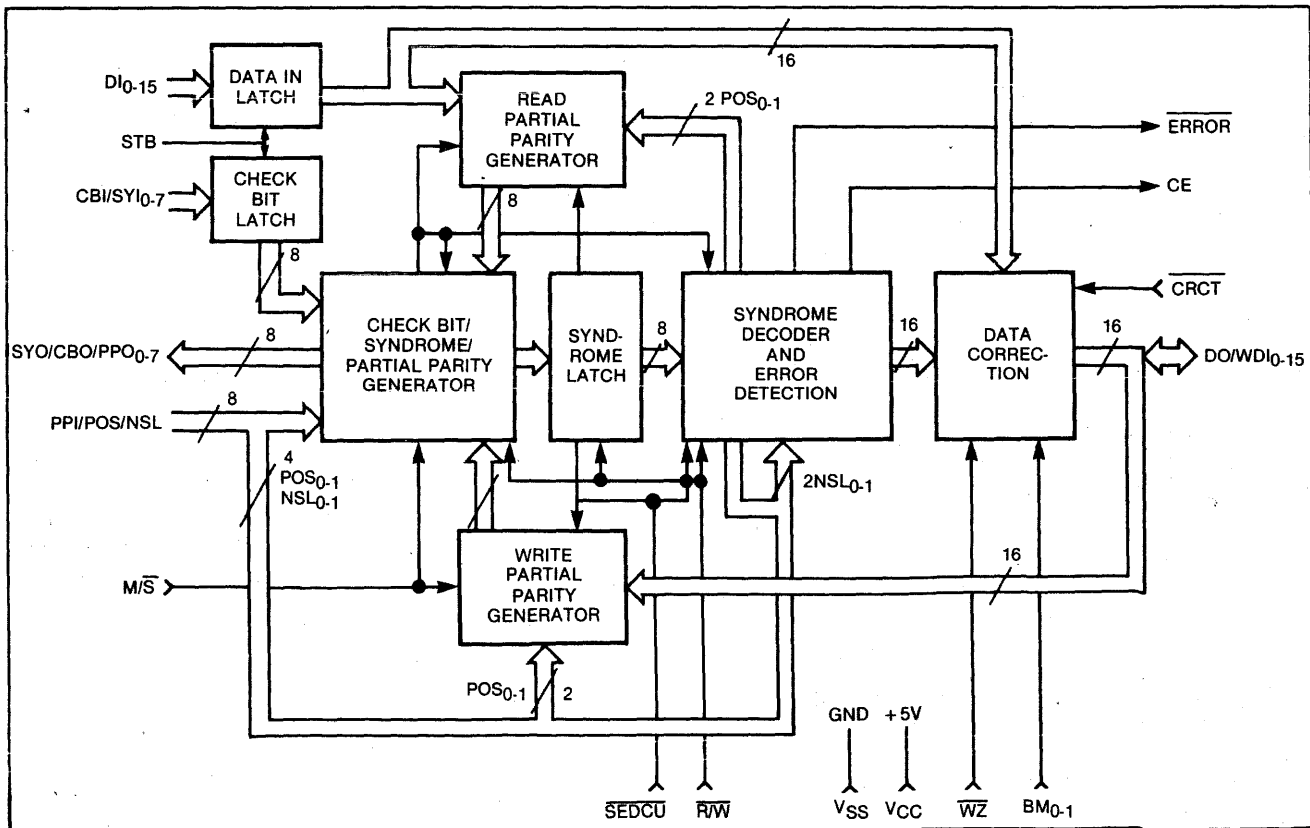 DI0-15
DATA IN
LATCH
16
READ
PARTIAL
PARITY
GENERATOR
2 POS0-1
ERROR
STB
CHECK
BIT
LATCH
CBI/SYI0-7
CE
8
8
CRCT
CHECK BIT/
SYNDROME/
PARTIAL PARITY
GENERATOR
SYND-
ROME
LATCH
8
SYNDROME
DECODER
AND
ERROR
DETECTION
16
DATA
CORREC-
TION
16
DO/WDI0-15
SYO/CBO/PPO0-7
8
PPI/POS/NSL
8
4
POS0-1
NSL0-1
2NSL0-1
M/S
WRITE
PARTIAL
PARITY
GENERATOR
16
POS0-1
2
GND
+5V
SEDCU
R/W
VSS
VCC
WZ
BM0-1